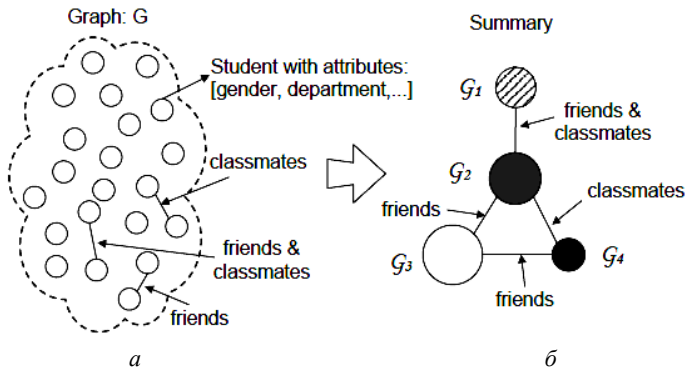 Graph: G
Student with attributes:
[gender, department,...]
classmates
friends &
classmates
friends
а
Summary
G1
friends &
classmates
G2
friends
classmates
G3
G4
friends
б